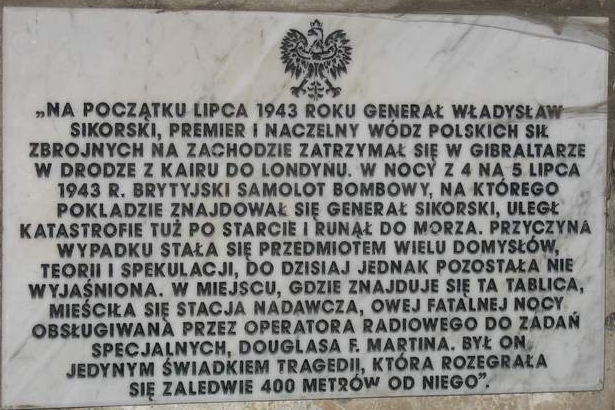 „NA POCZĄTKU LIPCA 1943 ROKU GENERAŁ WŁADYSŁAW
SIKORSKI, PREMIER I NACZELNY WÓDZ POLSKICH SIŁ
ZBROJNYCH NA ZACHODZIE ZATRZYMAŁ SIĘ W GIBRALTARZE
W DRODZE Z KAIRU DO LONDYNU. W NOCY Z 4 NA 5 LIPCA
1943 R. BRYTYJSKI SAMOLOT BOMBOWY, NA KTÓREGO
POKLADZIE ZNAJDOWAŁ SIĘ GENERAŁ SIKORSKI, ULEGŁ
KATASTROFIE TUŻ PO STARCIE I RUNĄŁ DO MORZA. PRZYCZYNA
WYPADKU STAŁA SIĘ PRZEDMIOTEM WIELU DOMYSŁÓW,
TEORII I SPEKULACJI, DO DZISIAJ JEDNAK POZOSTAŁA NIE
WYJAŚNIONA. W MIEJSCU, GDZIE ZNAJDUJE SIĘ TA TABLICA,
MIEŚCIŁA SIĘ STACJA NADAWCZA, OWEJ FATALNEJ NOCY
OBSŁUGIWANA PRZEZ OPERATORA RADIOWEGO DO ZADAŃ
SPECJALNYCH, DOUGLASA F. MARTINA. BYŁ ON
JEDYNYM ŚWIADKIEM TRAGEDII, KTÓRA ROZEGRAŁA
SIĘ ZALEDWIE 400 METRÓW OD NIEGO”.